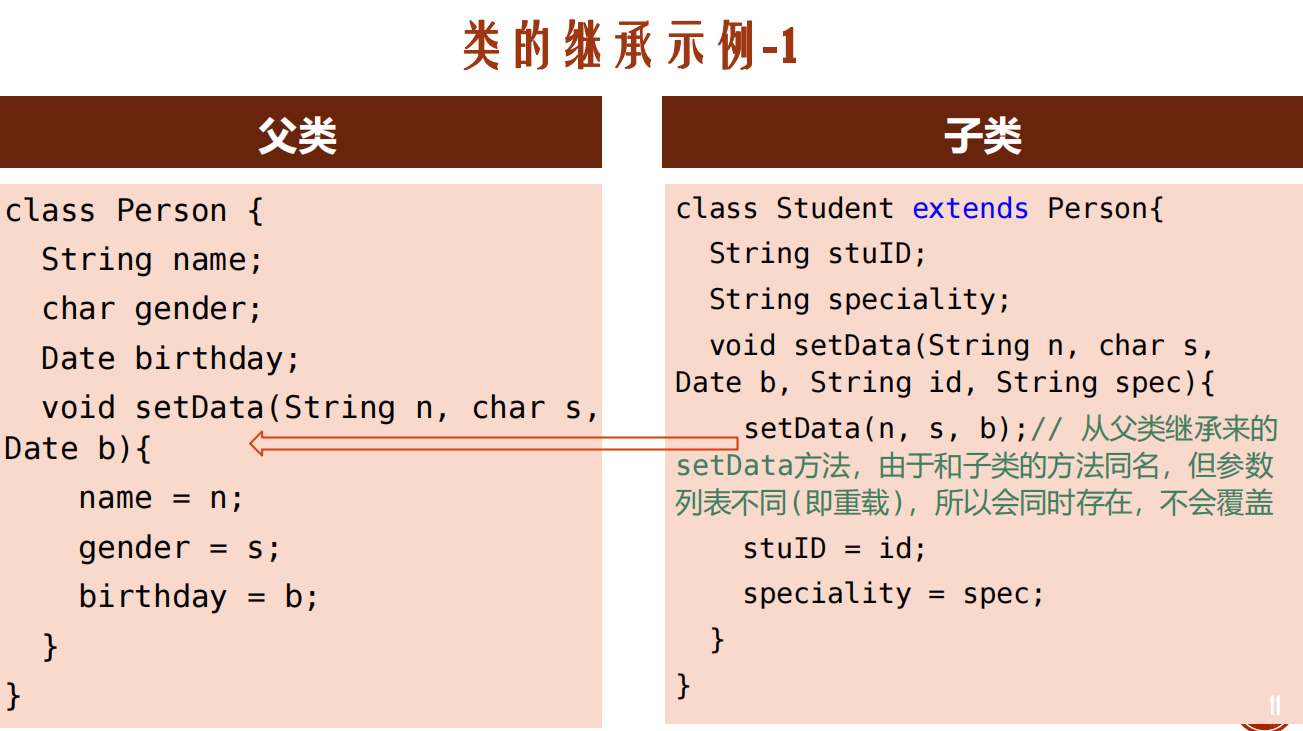 类的继承示例-1
父类
class Person {
String name;
char gender;
Date birthday;
void setData(String n, char s,
Date b){
name = n;
gender = s;
birthday = b;
}
}
子类
class Student extends Person{
String stuID;
String speciality;
void setData(String n, char s,
Date b, String id, String spec){
setData(n, s, b);// 从父类继承来的
setData方法，由于和子类的方法同名，但参数
列表不同(即重载)，所以会同时存在，不会覆盖
stuID = id;
speciality = spec;
}
}
11